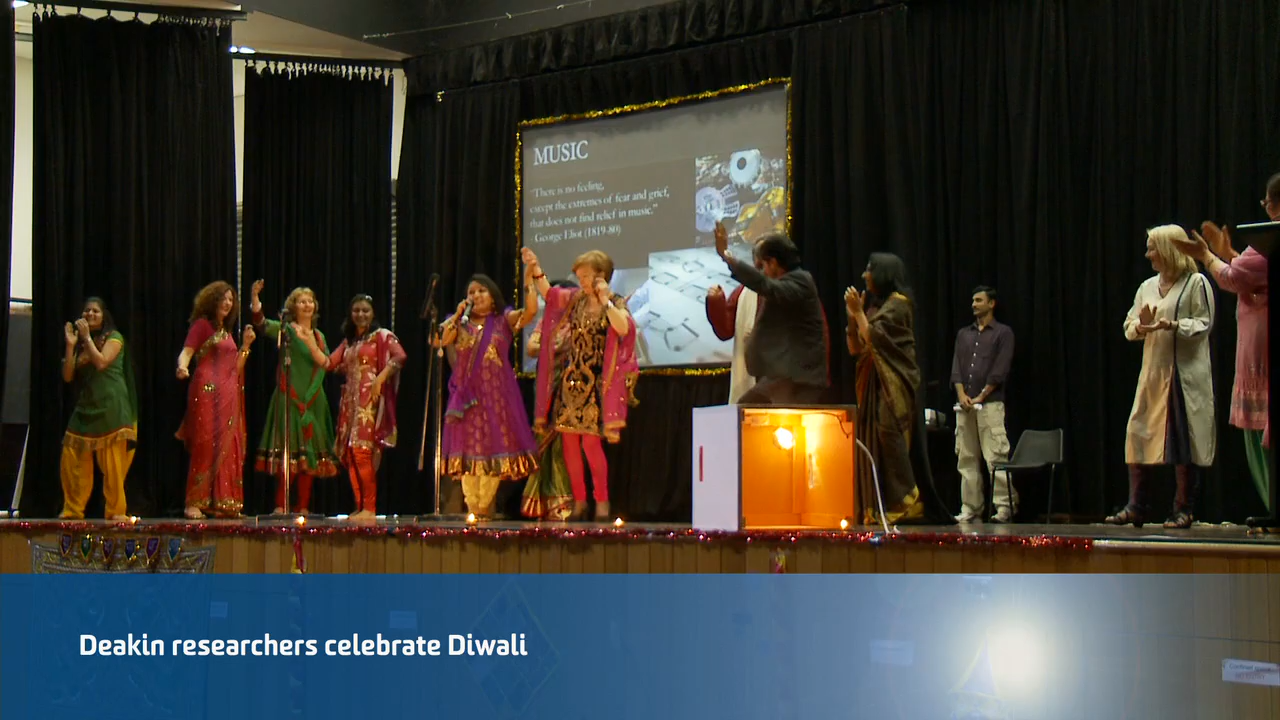 MUSIC
"There is no feeling,
except the extremes of fear and grief,
that does not find relief in music."
George Eliot (1819-80)
Deakin researchers celebrate Diwali